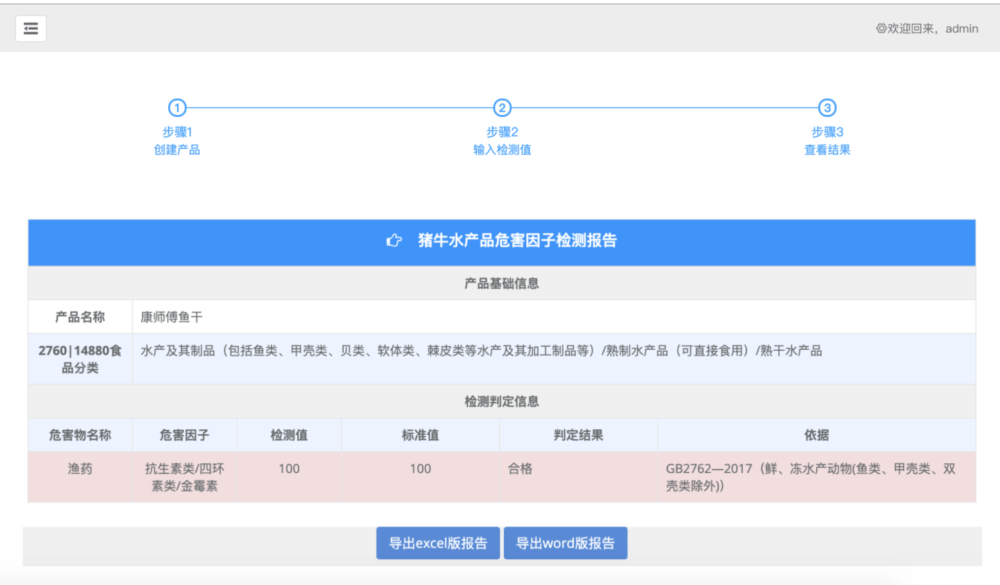 欢迎回来，admin
1
2
3
步骤1
步骤2
步骤3
创建产品
输入检测值
查看结果
猪牛水产品危害因子检测报告
产品基础信息
产品名称
康师傅鱼干
2760|14880食
品分类
水产及其制品（包括鱼类、甲壳类、贝类、软体类、棘皮类等水产及其加工制品等）/熟制水产品（可直接食用）/熟干水产品
检测判定信息
危害物名称
危害因子
检测值
标准值
判定结果
依据
渔药
抗生素类/四环
素类/金霉素
100
100
合格
GB2762—2017（鲜、冻水产动物(鱼类、甲壳类、双
壳类除外))
导出excel版报告
导出word版报告